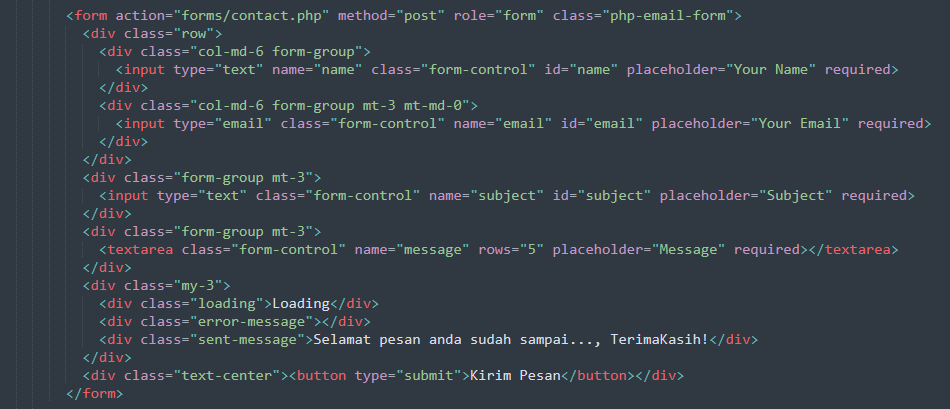 <form action="forms/contact.php" method="post" role="form" class="php-email-form">
<div class="row">
<div class="col-md-6 form-group">
<input type="text" name="name" class="form-control" id="name" placeholder="Your Name" required>
</div>
<div class="col-md-6 form-group mt-3 mt-md-0">
<input type="email" class="form-control" name="email" id="email" placeholder="Your Email" required>
</div>
</div>
<div class="form-group mt-3">
<input type="text" class="form-control" name="subject" id="subject" placeholder="Subject" required>
</div>
<div class="form-group mt-3">
<textarea class="form-control" name="message" rows="5" placeholder="Message" required></textarea>
</div>
<div class="my-3">
<div class="loading">Loading</div>
<div class="error-message"></div>
<div class="sent-message">Selamat pesan anda sudah sampai..., TerimaKasih!</div>
</div>
<div class="text-center"><button type="submit">Kirim Pesan</button></div>
</form>